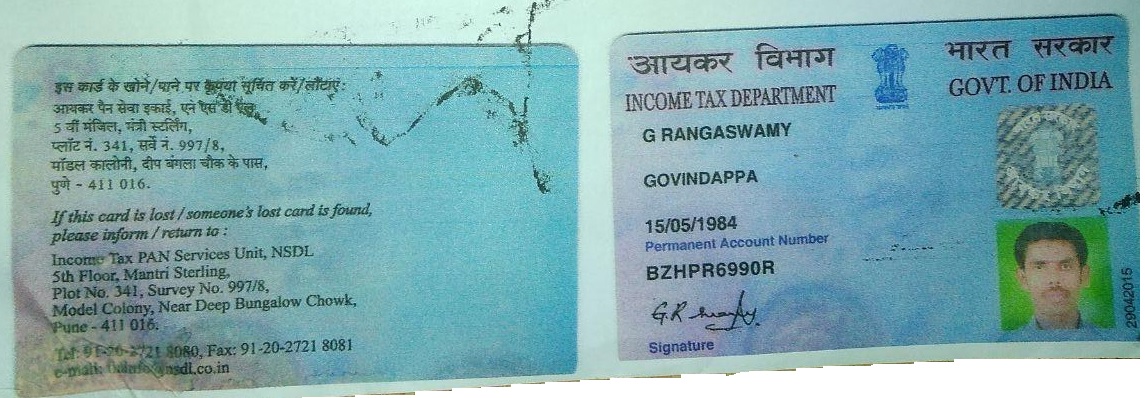 इस कार्ड के खोने/पाने पर कृपया सूचित करें/लौटाएं:
आयकर पैन सेवा इकाई, एन एस डी एल,
5 वीं मंजिल, मंत्री स्टर्लिंग,
प्लॉट नं. 341, सर्वे नं. 997/8,
मॉडल कालोनी, दीप बंगला चौक के पास,
पुणे - 411 016.
If this card is lost / someone's lost card is found,
please inform / return to :
Income Tax PAN Services Unit, NSDL
5th Floor, Mantri Sterling,
Plot No. 341, Survey No. 997/8,
Model Colony, Near Deep Bungalow Chowk,
Pune - 411 016.
Tel: 91-20-2721 8080, Fax: 91-20-2721 8081
e-mail: tininfo@nsdl.co.in
आयकर विभाग
INCOME TAX DEPARTMENT
भारत सरकार
GOVT. OF INDIA
G RANGASWAMY
GOVINDAPPA
15/05/1984
Permanent Account Number
BZHPR6990R
Signature
29042015